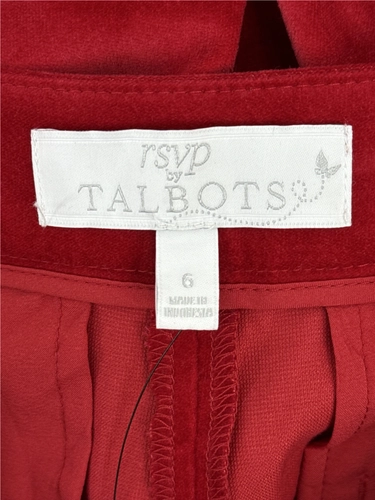 rsvp
by
TALBOTS
6
MADE IN
INDONESIA